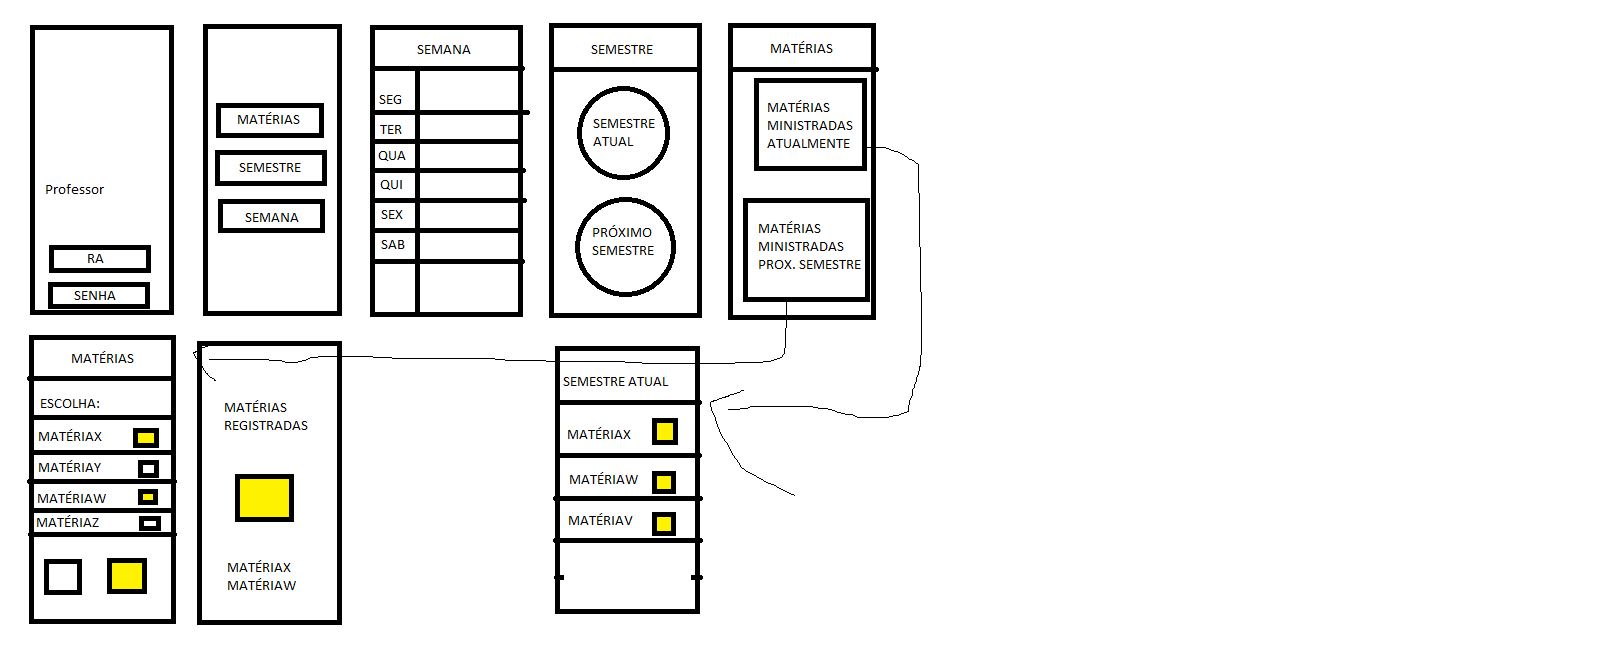 Professor
RA
SENHA
MATÉRIAS
SEMESTRE
SEMANA
SEMANA
SEG
TER
QUA
QUI
SEX
SAB
SEMESTRE
SEMESTRE
ATUAL
PRÓXIMO
SEMESTRE
MATÉRIAS
MATÉRIAS
MINISTRADAS
ATUALMENTE
MATÉRIAS
MINISTRADAS
PROX. SEMESTRE
MATÉRIAS
ESCOLHA:
MATÉRIAX
MATÉRIAY
MATÉRIAW
MATÉRIAZ
MATÉRIAS
REGISTRADAS
MATÉRIAX
MATÉRIAW
SEMESTRE ATUAL
MATÉRIAX
MATÉRIAW
MATÉRIAV